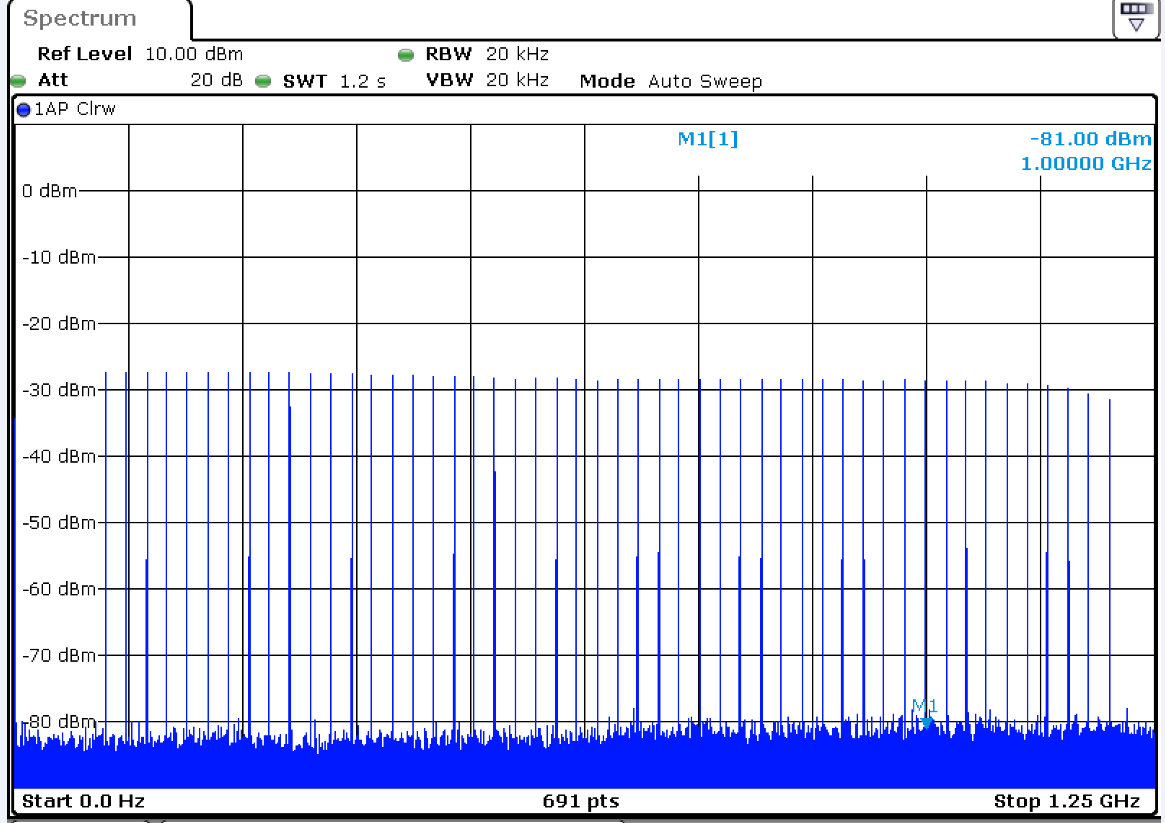 Spectrum
Ref Level 10.00 dBm RBW 20 kHz
Att 20 dB SWT 1.2 s VBW 20 kHz Mode Auto Sweep
1AP Clrw
M1[1] -81.00 dBm
1.00000 GHz
0 dBm
-10 dBm
-20 dBm
-30 dBm
-40 dBm
-50 dBm
-60 dBm
-70 dBm
M1
-80 dBm
Start 0.0 Hz 691 pts Stop 1.25 GHz